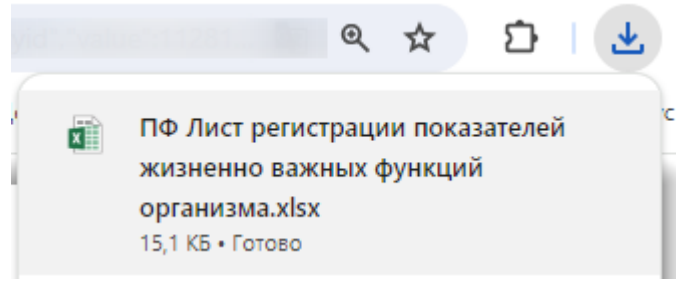 ПФ Лист регистрации показателей
жизненно важных функций
организма.xlsx
15,1 КБ • Готово